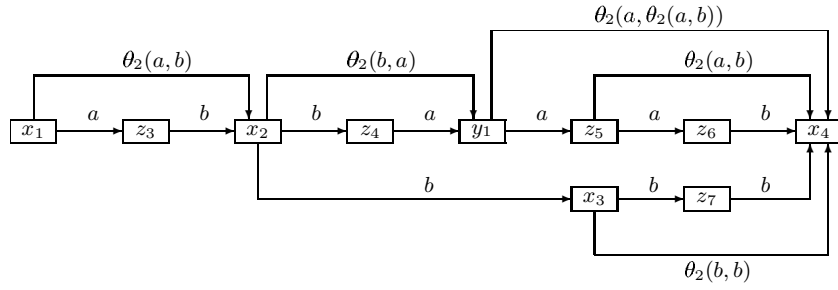 θ₂(a, θ₂(a, b))
θ₂(a, b) θ₂(b, a) θ₂(a, b)
x₁ a z₃ b x₂ b z₄ a y₁ a z₅ a z₆ b x₄
b x₃ b z₇ b
θ₂(b, b)